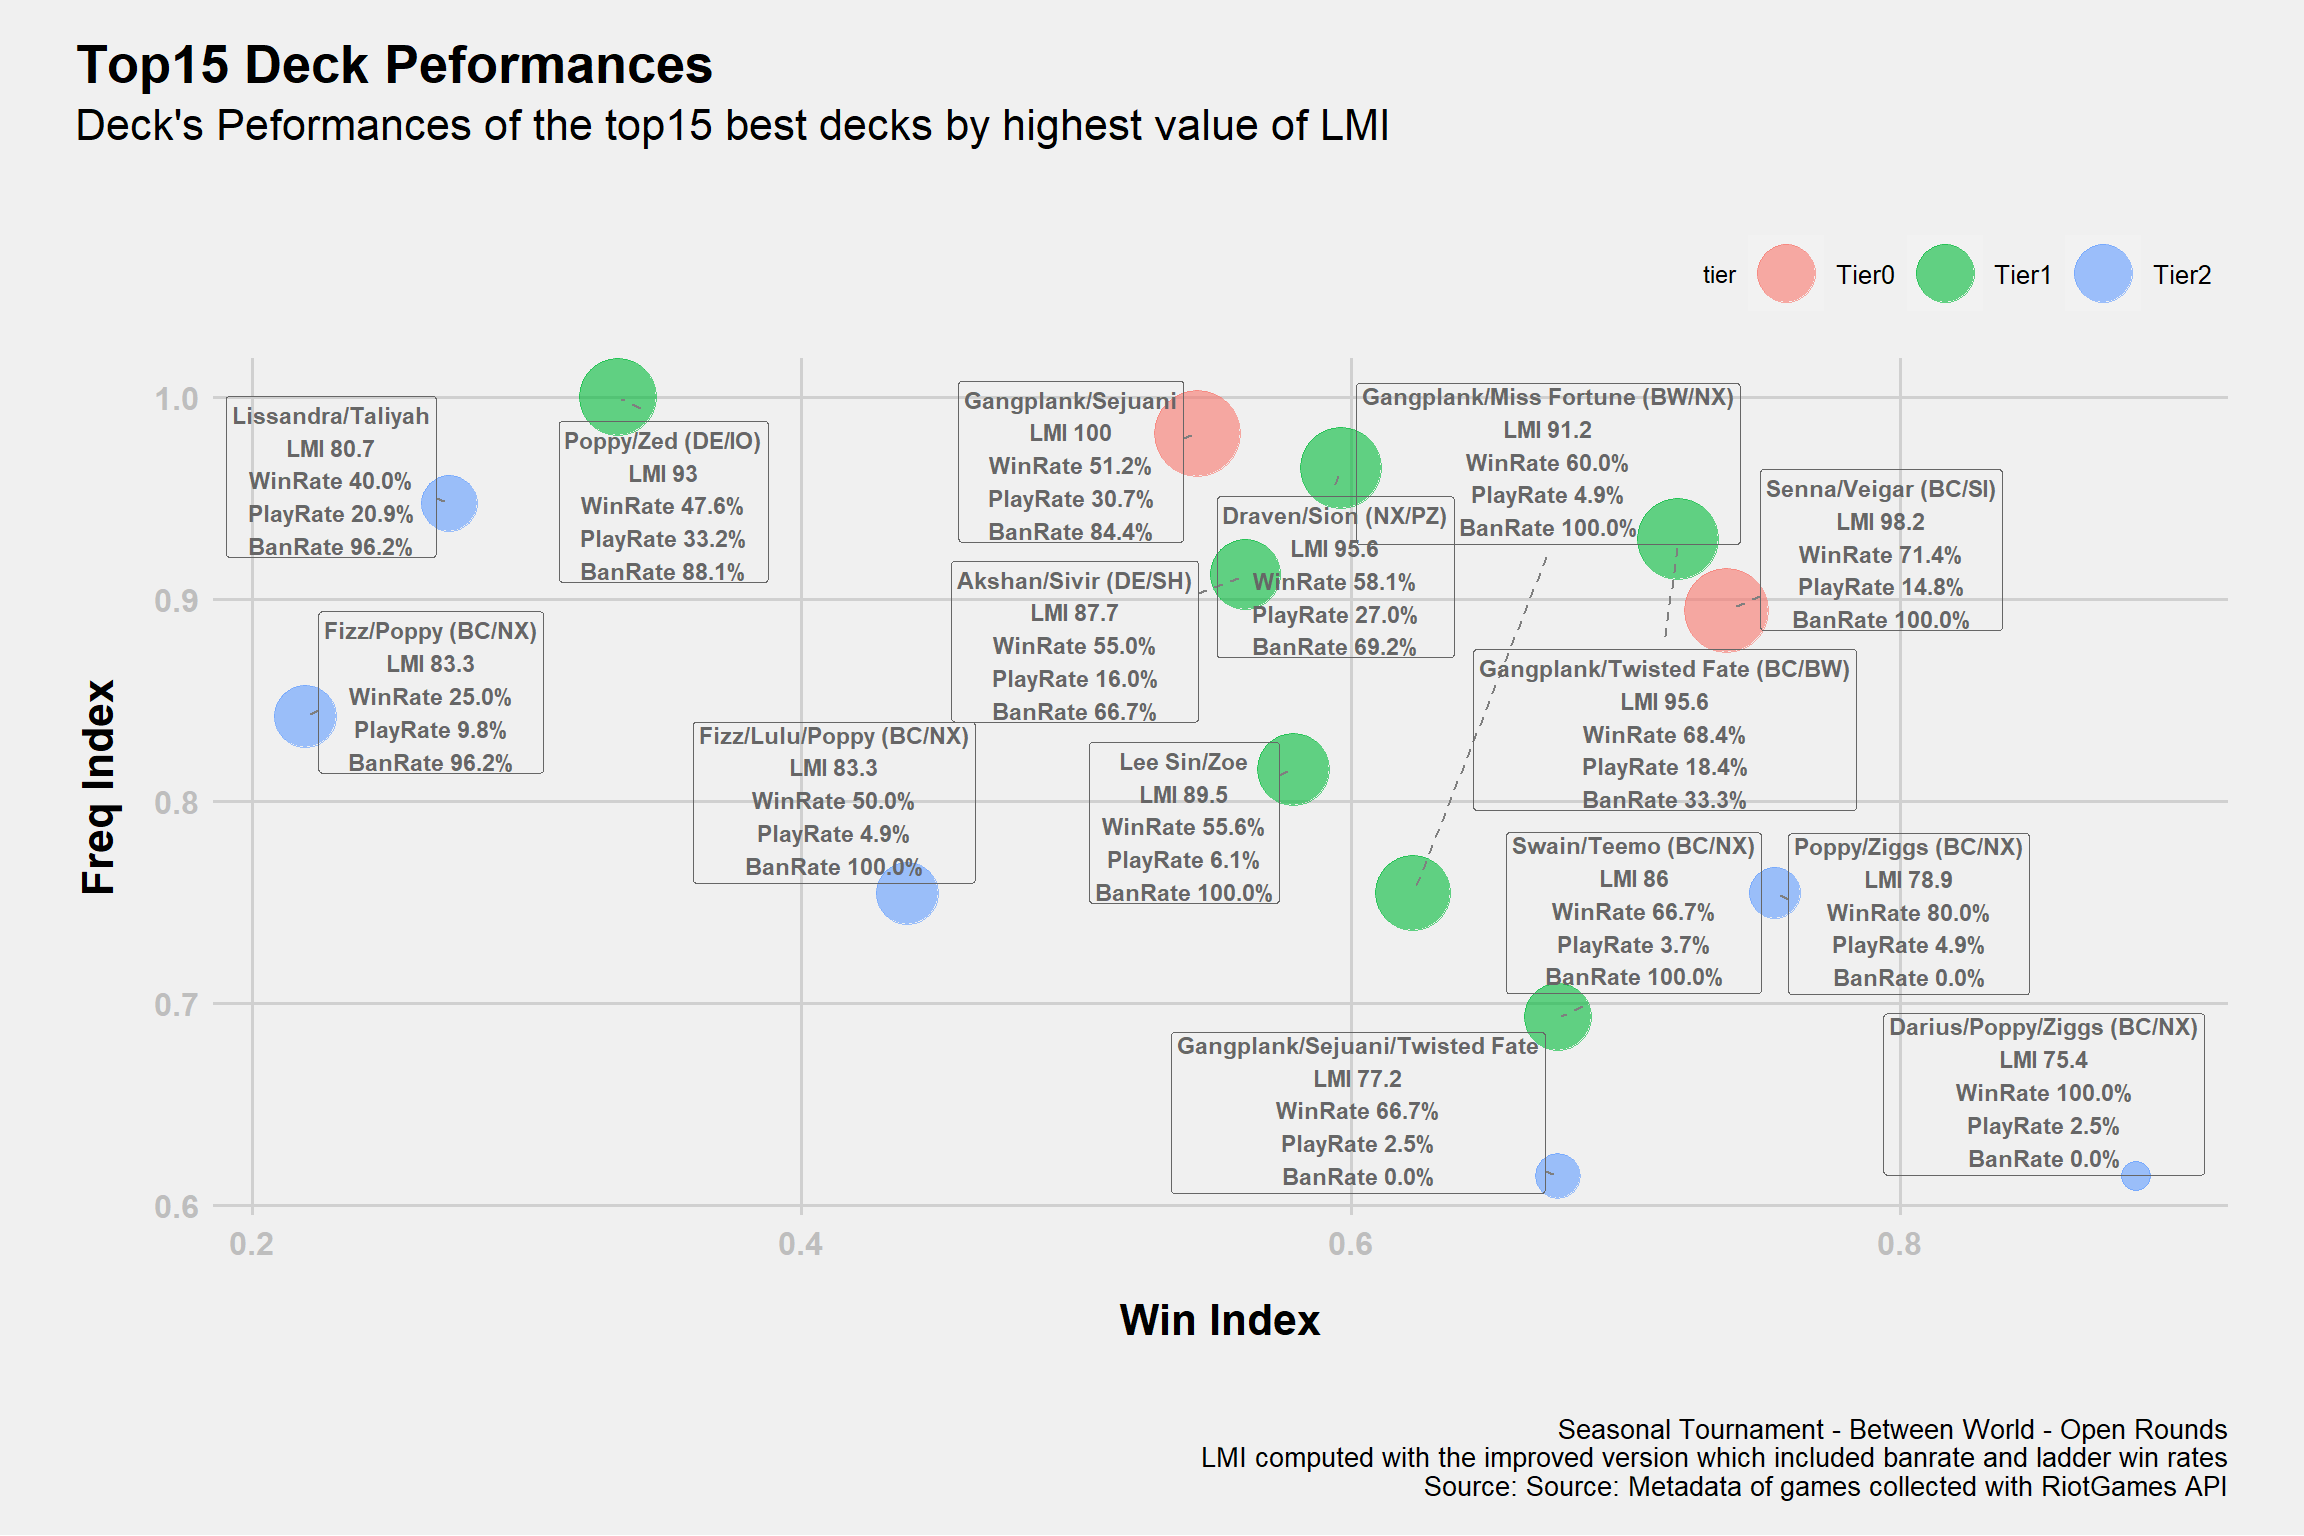 Top15 Deck Peformances
Deck's Peformances of the top15 best decks by highest value of LMI
tier
Tier0
Tier1
Tier2
Freq Index
1.0
0.9
0.8
0.7
0.6
Lissandra/Taliyah
LMI 80.7
WinRate 40.0%
PlayRate 20.9%
BanRate 96.2%
Poppy/Zed (DE/IO)
LMI 93
WinRate 47.6%
PlayRate 33.2%
BanRate 88.1%
Gangplank/Sejuani
LMI 100
WinRate 51.2%
PlayRate 30.7%
BanRate 84.4%
Gangplank/Miss Fortune (BW/NX)
LMI 91.2
WinRate 60.0%
PlayRate 4.9%
BanRate 100.0%
Senna/Veigar (BC/SI)
LMI 98.2
WinRate 71.4%
PlayRate 14.8%
BanRate 100.0%
Draven/Sion (NX/PZ)
LMI 95.6
WinRate 58.1%
PlayRate 27.0%
BanRate 69.2%
Akshan/Sivir (DE/SH)
LMI 87.7
WinRate 55.0%
PlayRate 16.0%
BanRate 66.7%
Fizz/Poppy (BC/NX)
LMI 83.3
WinRate 25.0%
PlayRate 9.8%
BanRate 96.2%
Gangplank/Twisted Fate (BC/BW)
LMI 95.6
WinRate 68.4%
PlayRate 18.4%
BanRate 33.3%
Fizz/Lulu/Poppy (BC/NX)
LMI 83.3
WinRate 50.0%
PlayRate 4.9%
BanRate 100.0%
Lee Sin/Zoe
LMI 89.5
WinRate 55.6%
PlayRate 6.1%
BanRate 100.0%
Swain/Teemo (BC/NX)
LMI 86
WinRate 66.7%
PlayRate 3.7%
BanRate 100.0%
Poppy/Ziggs (BC/NX)
LMI 78.9
WinRate 80.0%
PlayRate 4.9%
BanRate 0.0%
Gangplank/Sejuani/Twisted Fate
LMI 77.2
WinRate 66.7%
PlayRate 2.5%
BanRate 0.0%
Darius/Poppy/Ziggs (BC/NX)
LMI 75.4
WinRate 100.0%
PlayRate 2.5%
BanRate 0.0%
0.2
0.4
0.6
0.8
Win Index
Seasonal Tournament - Between World - Open Rounds
LMI computed with the improved version which included banrate and ladder win rates
Source: Source: Metadata of games collected with RiotGames API